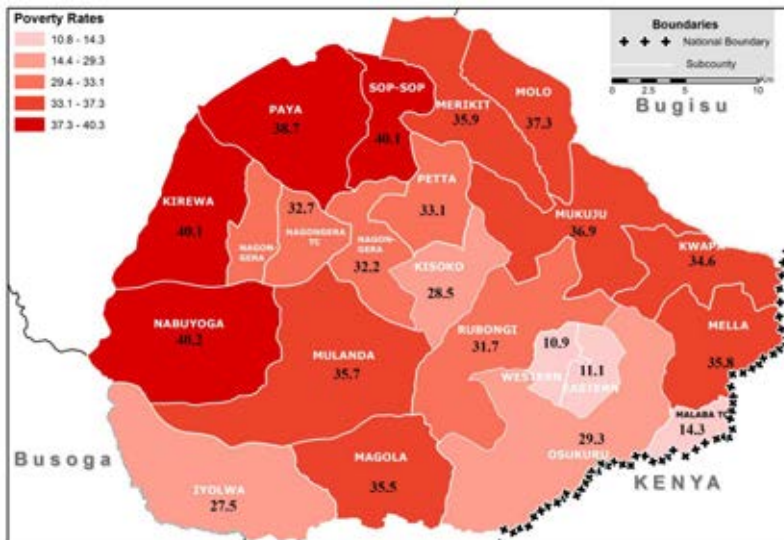 Poverty Rates
10.8 - 14.3
14.4 - 29.3
29.4 - 33.1
33.1 - 37.3
37.3 - 40.3
Boundaries
National Boundary
Subcounty
0 2.5 5 10
Bugisu
SOP-SOP
40.1
MERIKIT
35.9
MOLO
37.3
PAYA
38.7
PETTA
33.1
KIREWA
40.1
32.7
NAGONGERA
TC
NAGON-
GERA
NAGON-
GERA
32.2
MUKUJU
36.9
KWAPA
34.6
KISOKO
28.5
NABUYOGA
40.2
MULANDA
35.7
RUBONGI
31.7
10.9
WESTERN
11.1
EASTERN
MELLA
35.8
MALABA TC
14.3
29.3
OSUKURU
Busoga
KENYA
MAGOLA
35.5
IYOLWA
27.5